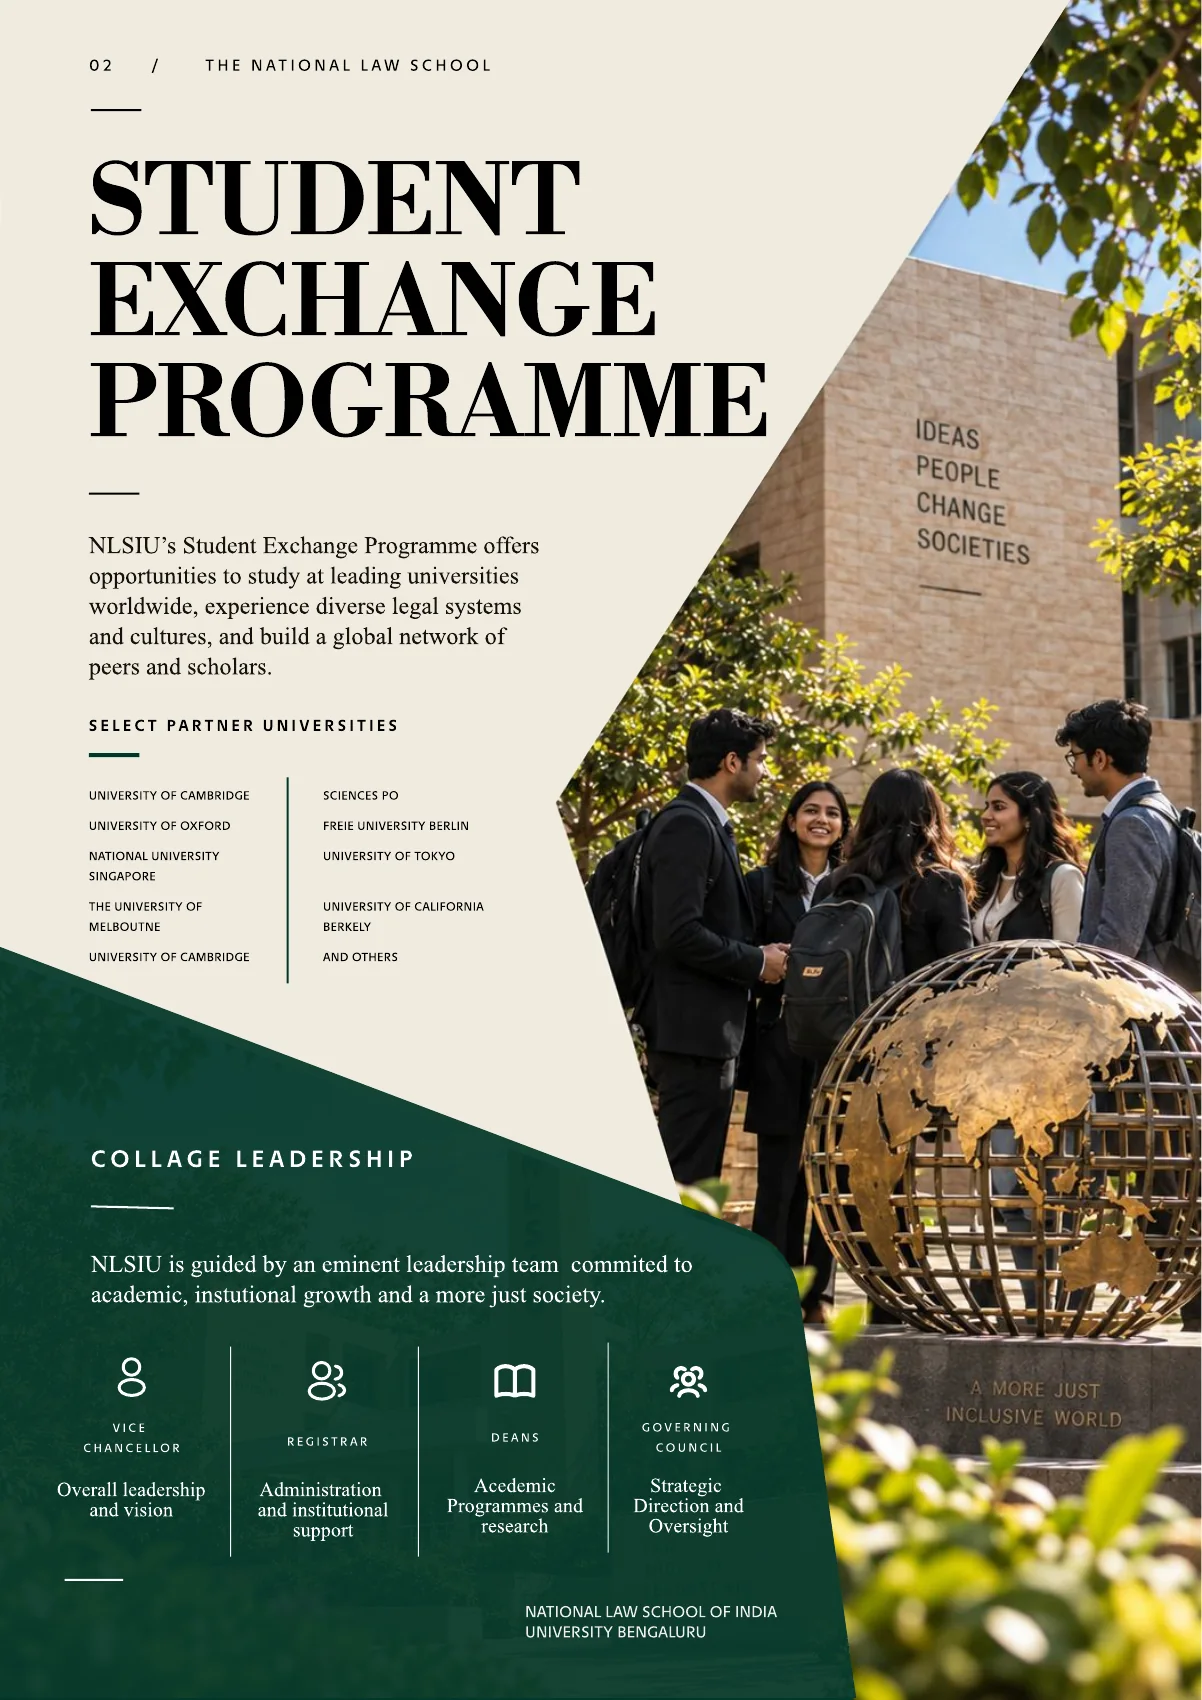 02 / THE NATIONAL LAW SCHOOL
STUDENT
EXCHANGE
PROGRAMME
NLSIU’s Student Exchange Programme offers
opportunities to study at leading universities
worldwide, experience diverse legal systems
and cultures, and build a global network of
peers and scholars.
SELECT PARTNER UNIVERSITIES
UNIVERSITY OF CAMBRIDGE
UNIVERSITY OF OXFORD
NATIONAL UNIVERSITY
SINGAPORE
THE UNIVERSITY OF
MELBOUTNE
UNIVERSITY OF CAMBRIDGE
SCIENCES PO
FREIE UNIVERSITY BERLIN
UNIVERSITY OF TOKYO
UNIVERSITY OF CALIFORNIA
BERKELY
AND OTHERS
IDEAS
PEOPLE
CHANGE
SOCIETIES
COLLAGE LEADERSHIP
NLSIU is guided by an eminent leadership team  commited to
academic, instutional growth and a more just society.
VICE
CHANCELLOR
Overall leadership
and vision
REGISTRAR
Administration
and institutional
support
DEANS
Acedemic
Programmes and
research
GOVERNING
COUNCIL
Strategic
Direction and
Oversight
A MORE JUST
INCLUSIVE WORLD
NATIONAL LAW SCHOOL OF INDIA
UNIVERSITY BENGALURU